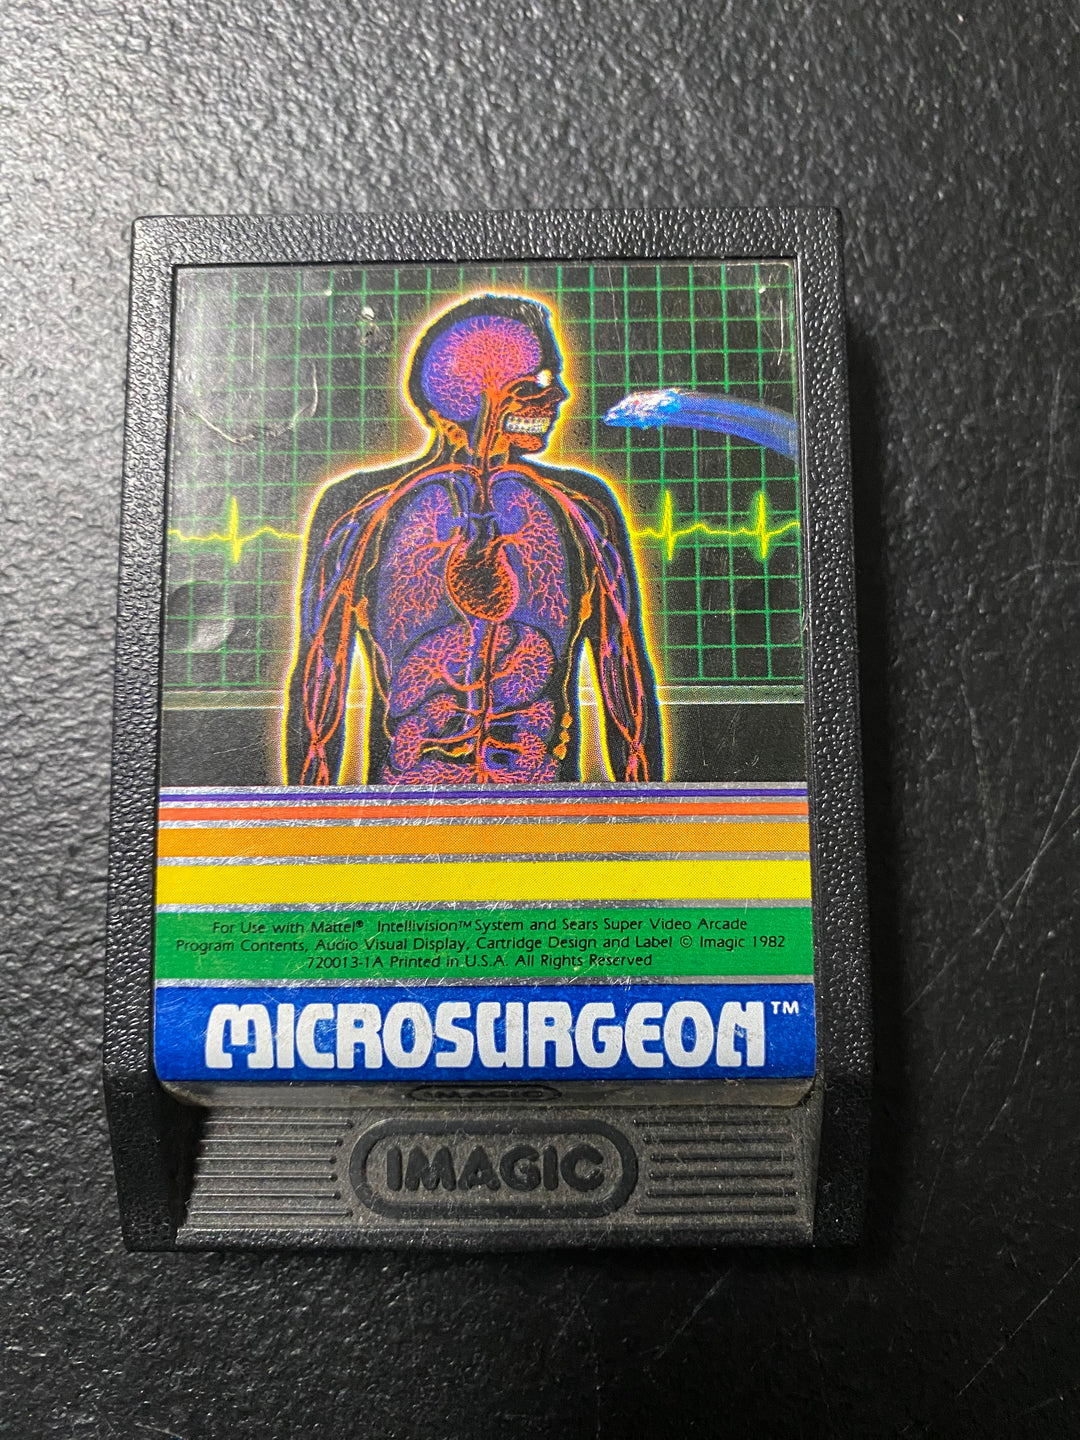 For Use with Mattel® Intellivision™ System and Sears Super Video Arcade
Program Contents, Audio Visual Display, Cartridge Design and Label © Imagic 1982
720013-1A Printed in U.S.A. All Rights Reserved
MICROSURGEON™
IMAGIC
IMAGIC